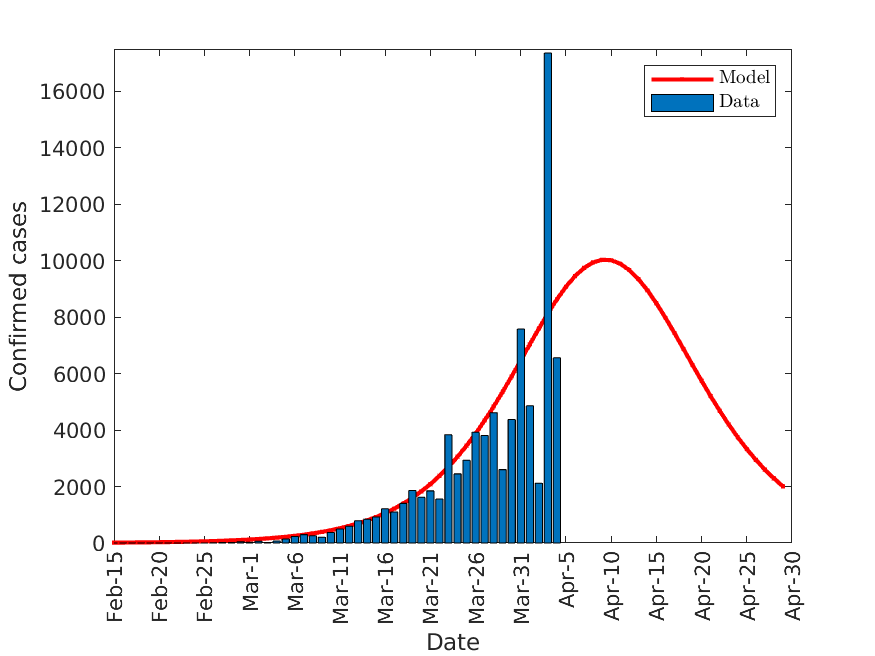 Model
Data
16000
14000
12000
10000
8000
6000
4000
2000
0
Confirmed cases
Feb-15
Feb-20
Feb-25
Mar-1
Mar-6
Mar-11
Mar-16
Mar-21
Mar-26
Mar-31
Apr-5
Apr-10
Apr-15
Apr-20
Apr-25
Apr-30
Date